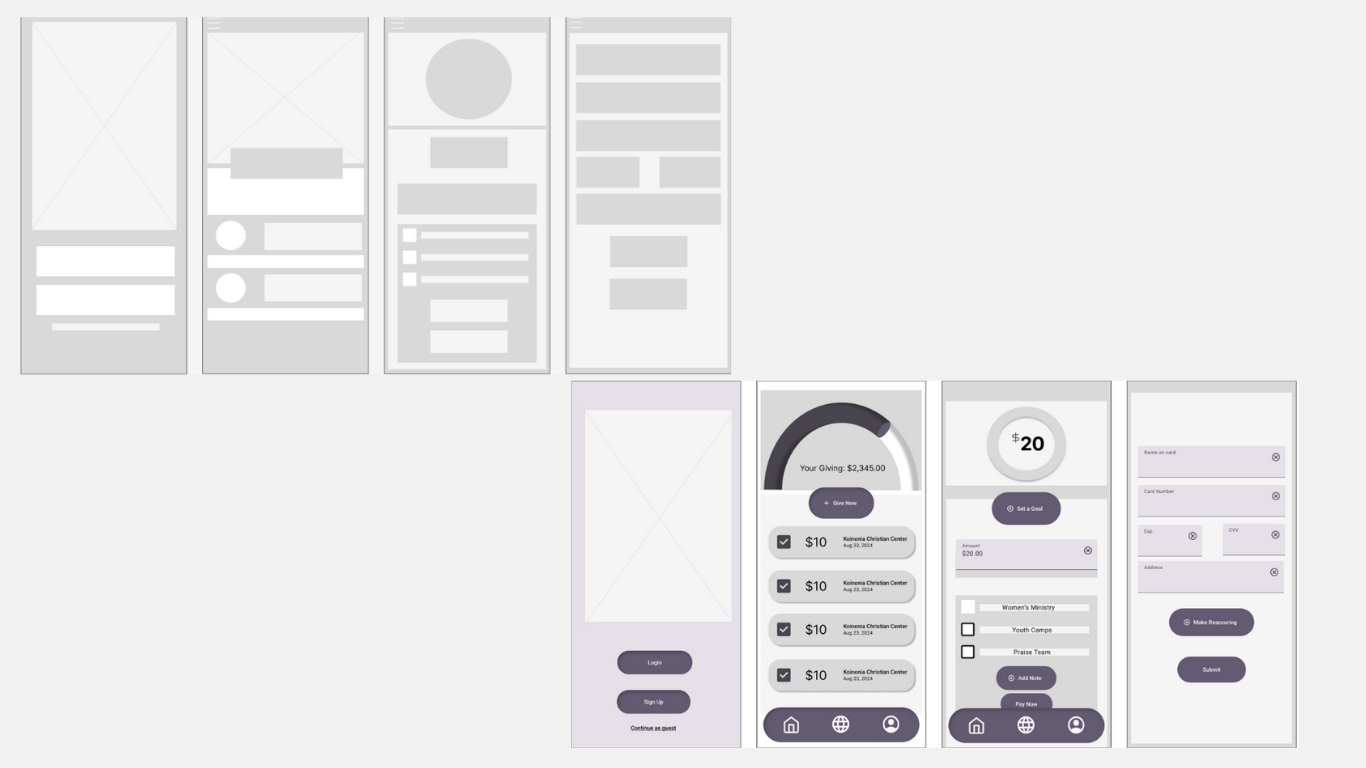 Login
Sign Up
Continue as guest
Your Giving: $2,345.00
+ Give New
$10
Koinonia Christian Center
Aug 23, 2024
$10
Koinonia Christian Center
Aug 23, 2024
$10
Koinonia Christian Center
Aug 23, 2024
$10
Koinonia Christian Center
Aug 23, 2024
$20
Set a Goal
Amount
$20.00
Women's Ministry
Youth Camps
Praise Team
Add Note
Pay Now
Name on card
Card Number
Exp.
CVV
Address
Make Reaccuring
Submit